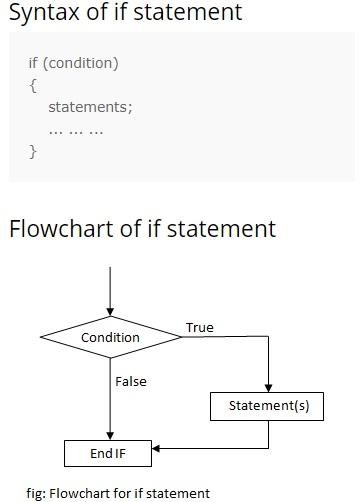 Syntax of if statement
if (condition)
{
statements;
... ... ...
}
Flowchart of if statement
Condition
True
False
Statement(s)
End IF
fig: Flowchart for if statement